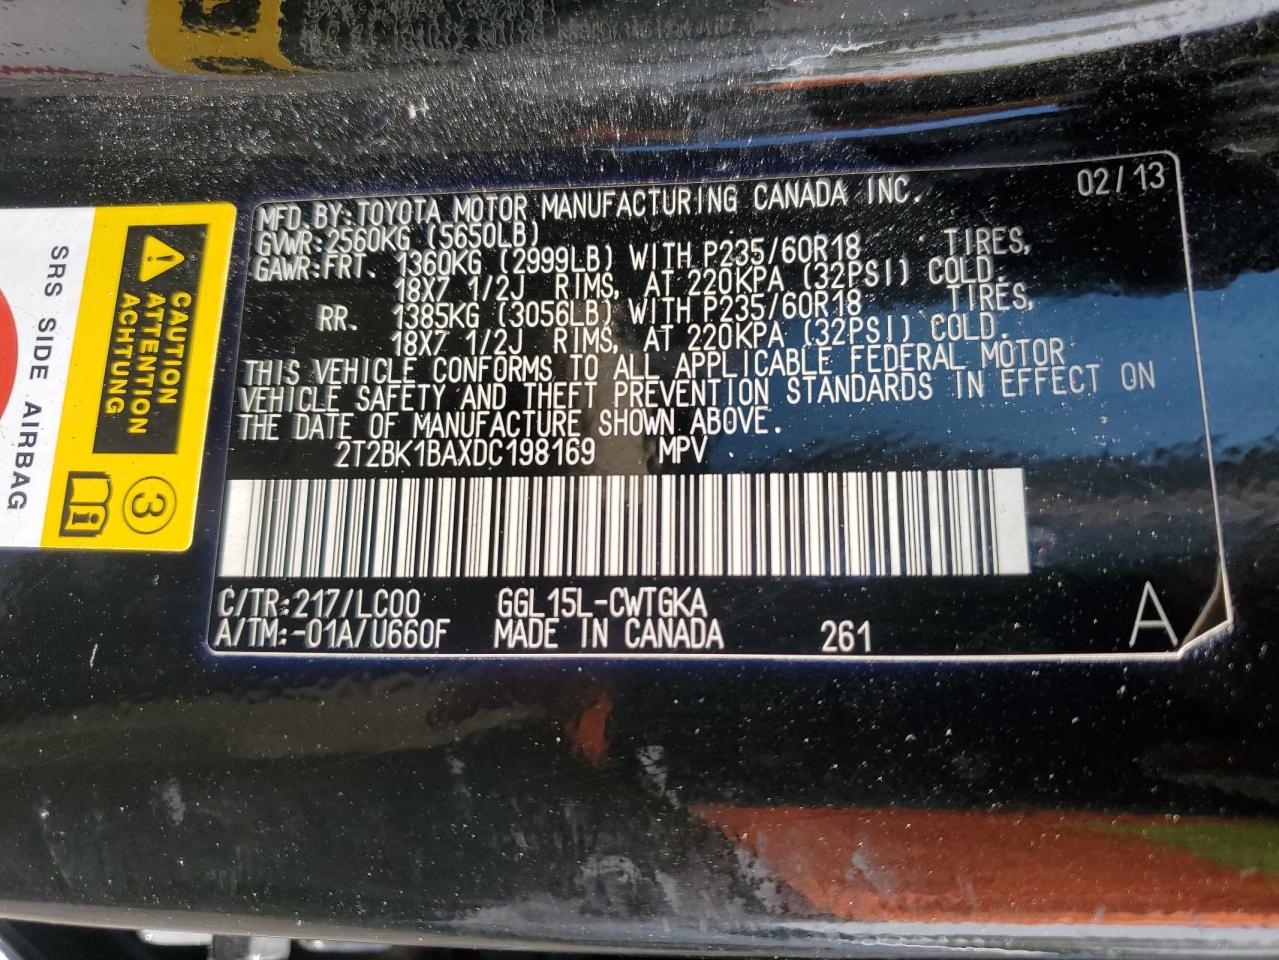 MFD. BY: TOYOTA MOTOR MANUFACTURING CANADA INC. 02/13
GVWR: 2560KG (5650LB)
GAWR: FRT. 1360KG (2999LB) WITH P235/60R18 TIRES,
18X7 1/2J RIMS, AT 220KPA (32PSI) COLD.
RR. 1385KG (3056LB) WITH P235/60R18 TIRES,
18X7 1/2J RIMS, AT 220KPA (32PSI) COLD.
THIS VEHICLE CONFORMS TO ALL APPLICABLE FEDERAL MOTOR
VEHICLE SAFETY AND THEFT PREVENTION STANDARDS IN EFFECT ON
THE DATE OF MANUFACTURE SHOWN ABOVE.
2T2BK1BAXDC198169 MPV
C/TR: 217/LC00 GGL15L-CWTGKA
A/TM: -01A/U660F MADE IN CANADA 261 A
CAUTION
ATTENTION
ACHTUNG
3
SRS SIDE AIRBAG